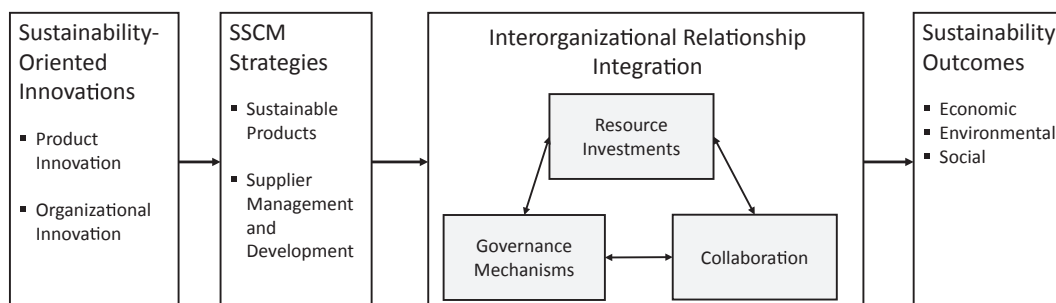 Sustainability-
Oriented
Innovations
▪ Product
Innovation
▪ Organizational
Innovation
SSCM
Strategies
▪ Sustainable
Products
▪ Supplier
Management
and
Development
Interorganizational Relationship
Integration
Resource
Investments
Governance
Mechanisms
Collaboration
Sustainability
Outcomes
▪ Economic
▪ Environmental
▪ Social